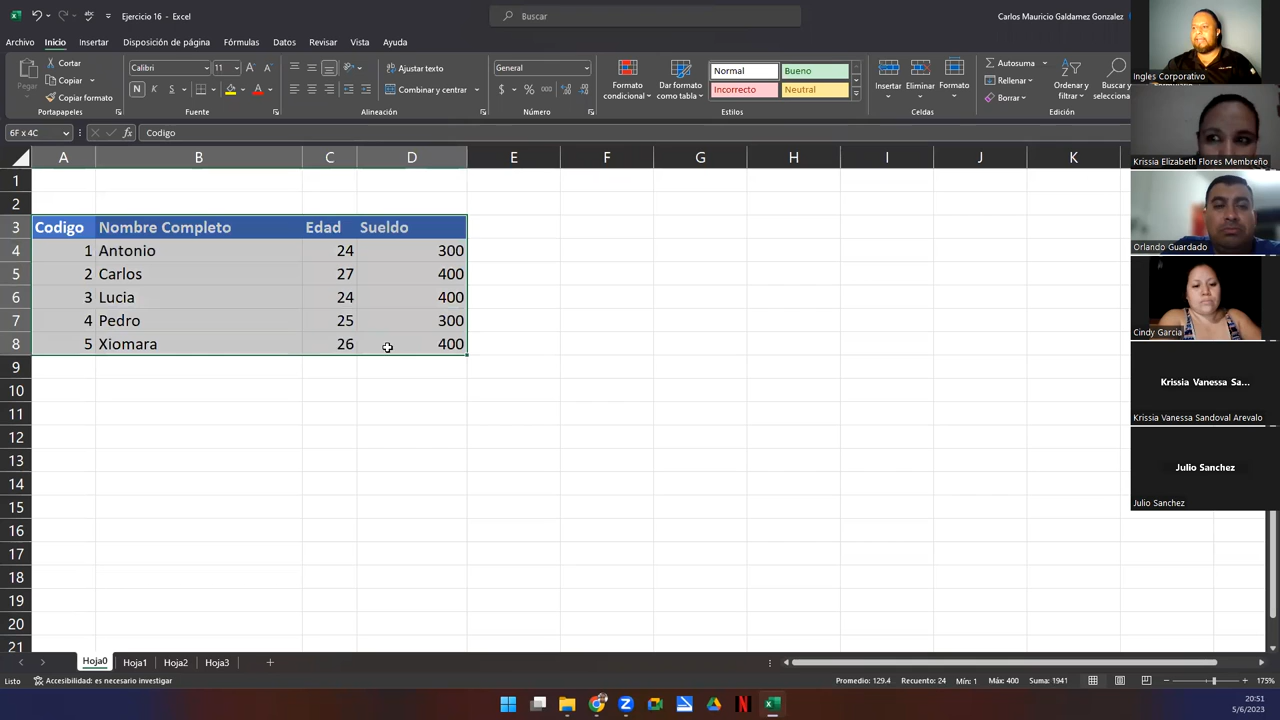 Ejercicio 16 - Excel
Buscar
Carlos Mauricio Galdamez Gonzalez
Archivo Inicio Insertar Disposición de página Fórmulas Datos Revisar Vista Ayuda
Pegar
Cortar
Copiar
Copiar formato
Portapapeles
Calibri 11
N K S
Fuente
Ajustar texto
Combinar y centrar
Alineación
General
Número
Formato condicional
Dar formato como tabla
Normal Bueno
Incorrecto Neutral
Estilos
Insertar Eliminar Formato
Celdas
Autosuma
Rellenar
Borrar
Ordenar y filtrar
Buscar y selecciona
6F x 4C
Codigo
A B C D E F G H I J K
1
2
3 Codigo Nombre Completo Edad Sueldo
4 1 Antonio 24 300
5 2 Carlos 27 400
6 3 Lucia 24 400
7 4 Pedro 25 300
8 5 Xiomara 26 400
9
10
11
12
13
14
15
16
17
18
19
20
21
Hoja0 Hoja1 Hoja2 Hoja3
Listo Accesibilidad: es necesario investigar
Promedio: 129.4 Recuento: 24 Mín: 1 Máx: 400 Suma: 1941
175%
20:51
5/6/2023
Ingles Corporativo
Krissia Elizabeth Flores Membreño
Orlando Guardado
Cindy Garcia
Krissia Vanessa Sa...
Krissia Vanessa Sandoval Arevalo
Julio Sanchez
Julio Sanchez